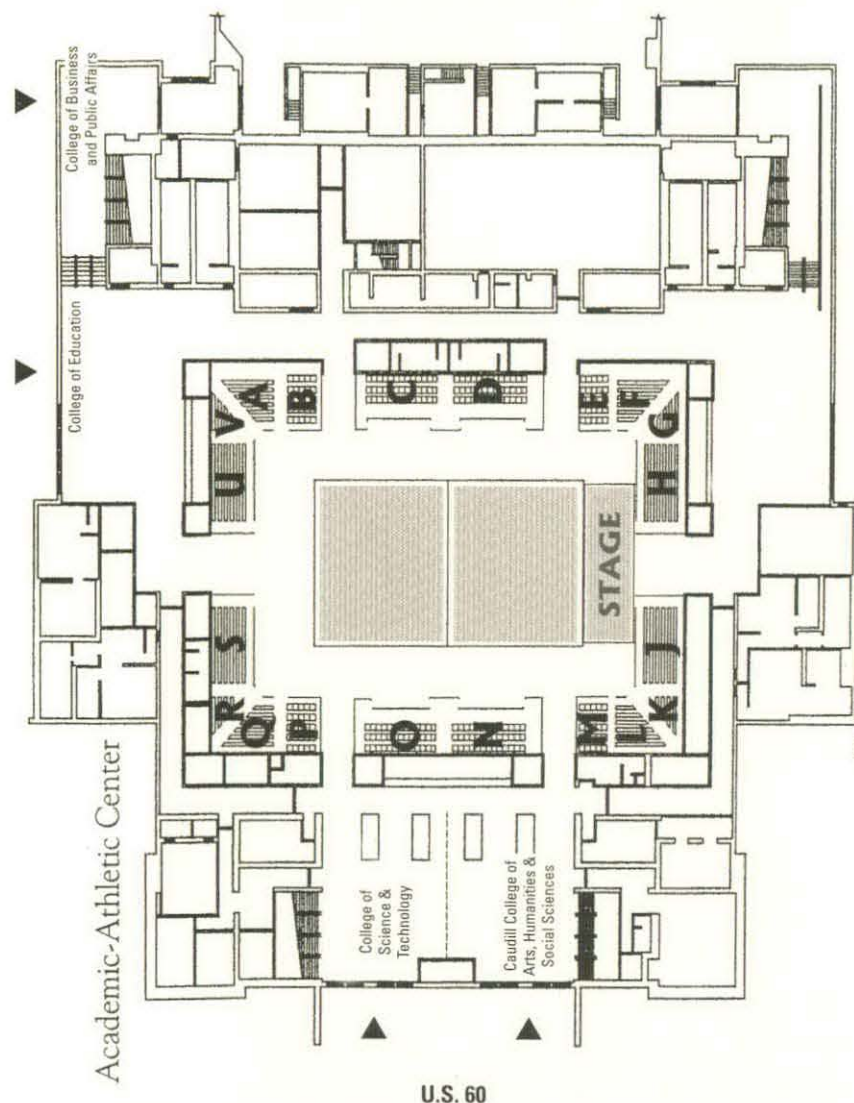 Academic-Athletic Center
College of Business
and Public Affairs
College of Education
V
A
B
C
D
E
F
G
U
H
STAGE
S
J
R
Q
P
O
N
M
L
K
College of
Science &
Technology
Caudill College of
Arts, Humanities &
Social Sciences
U.S. 60